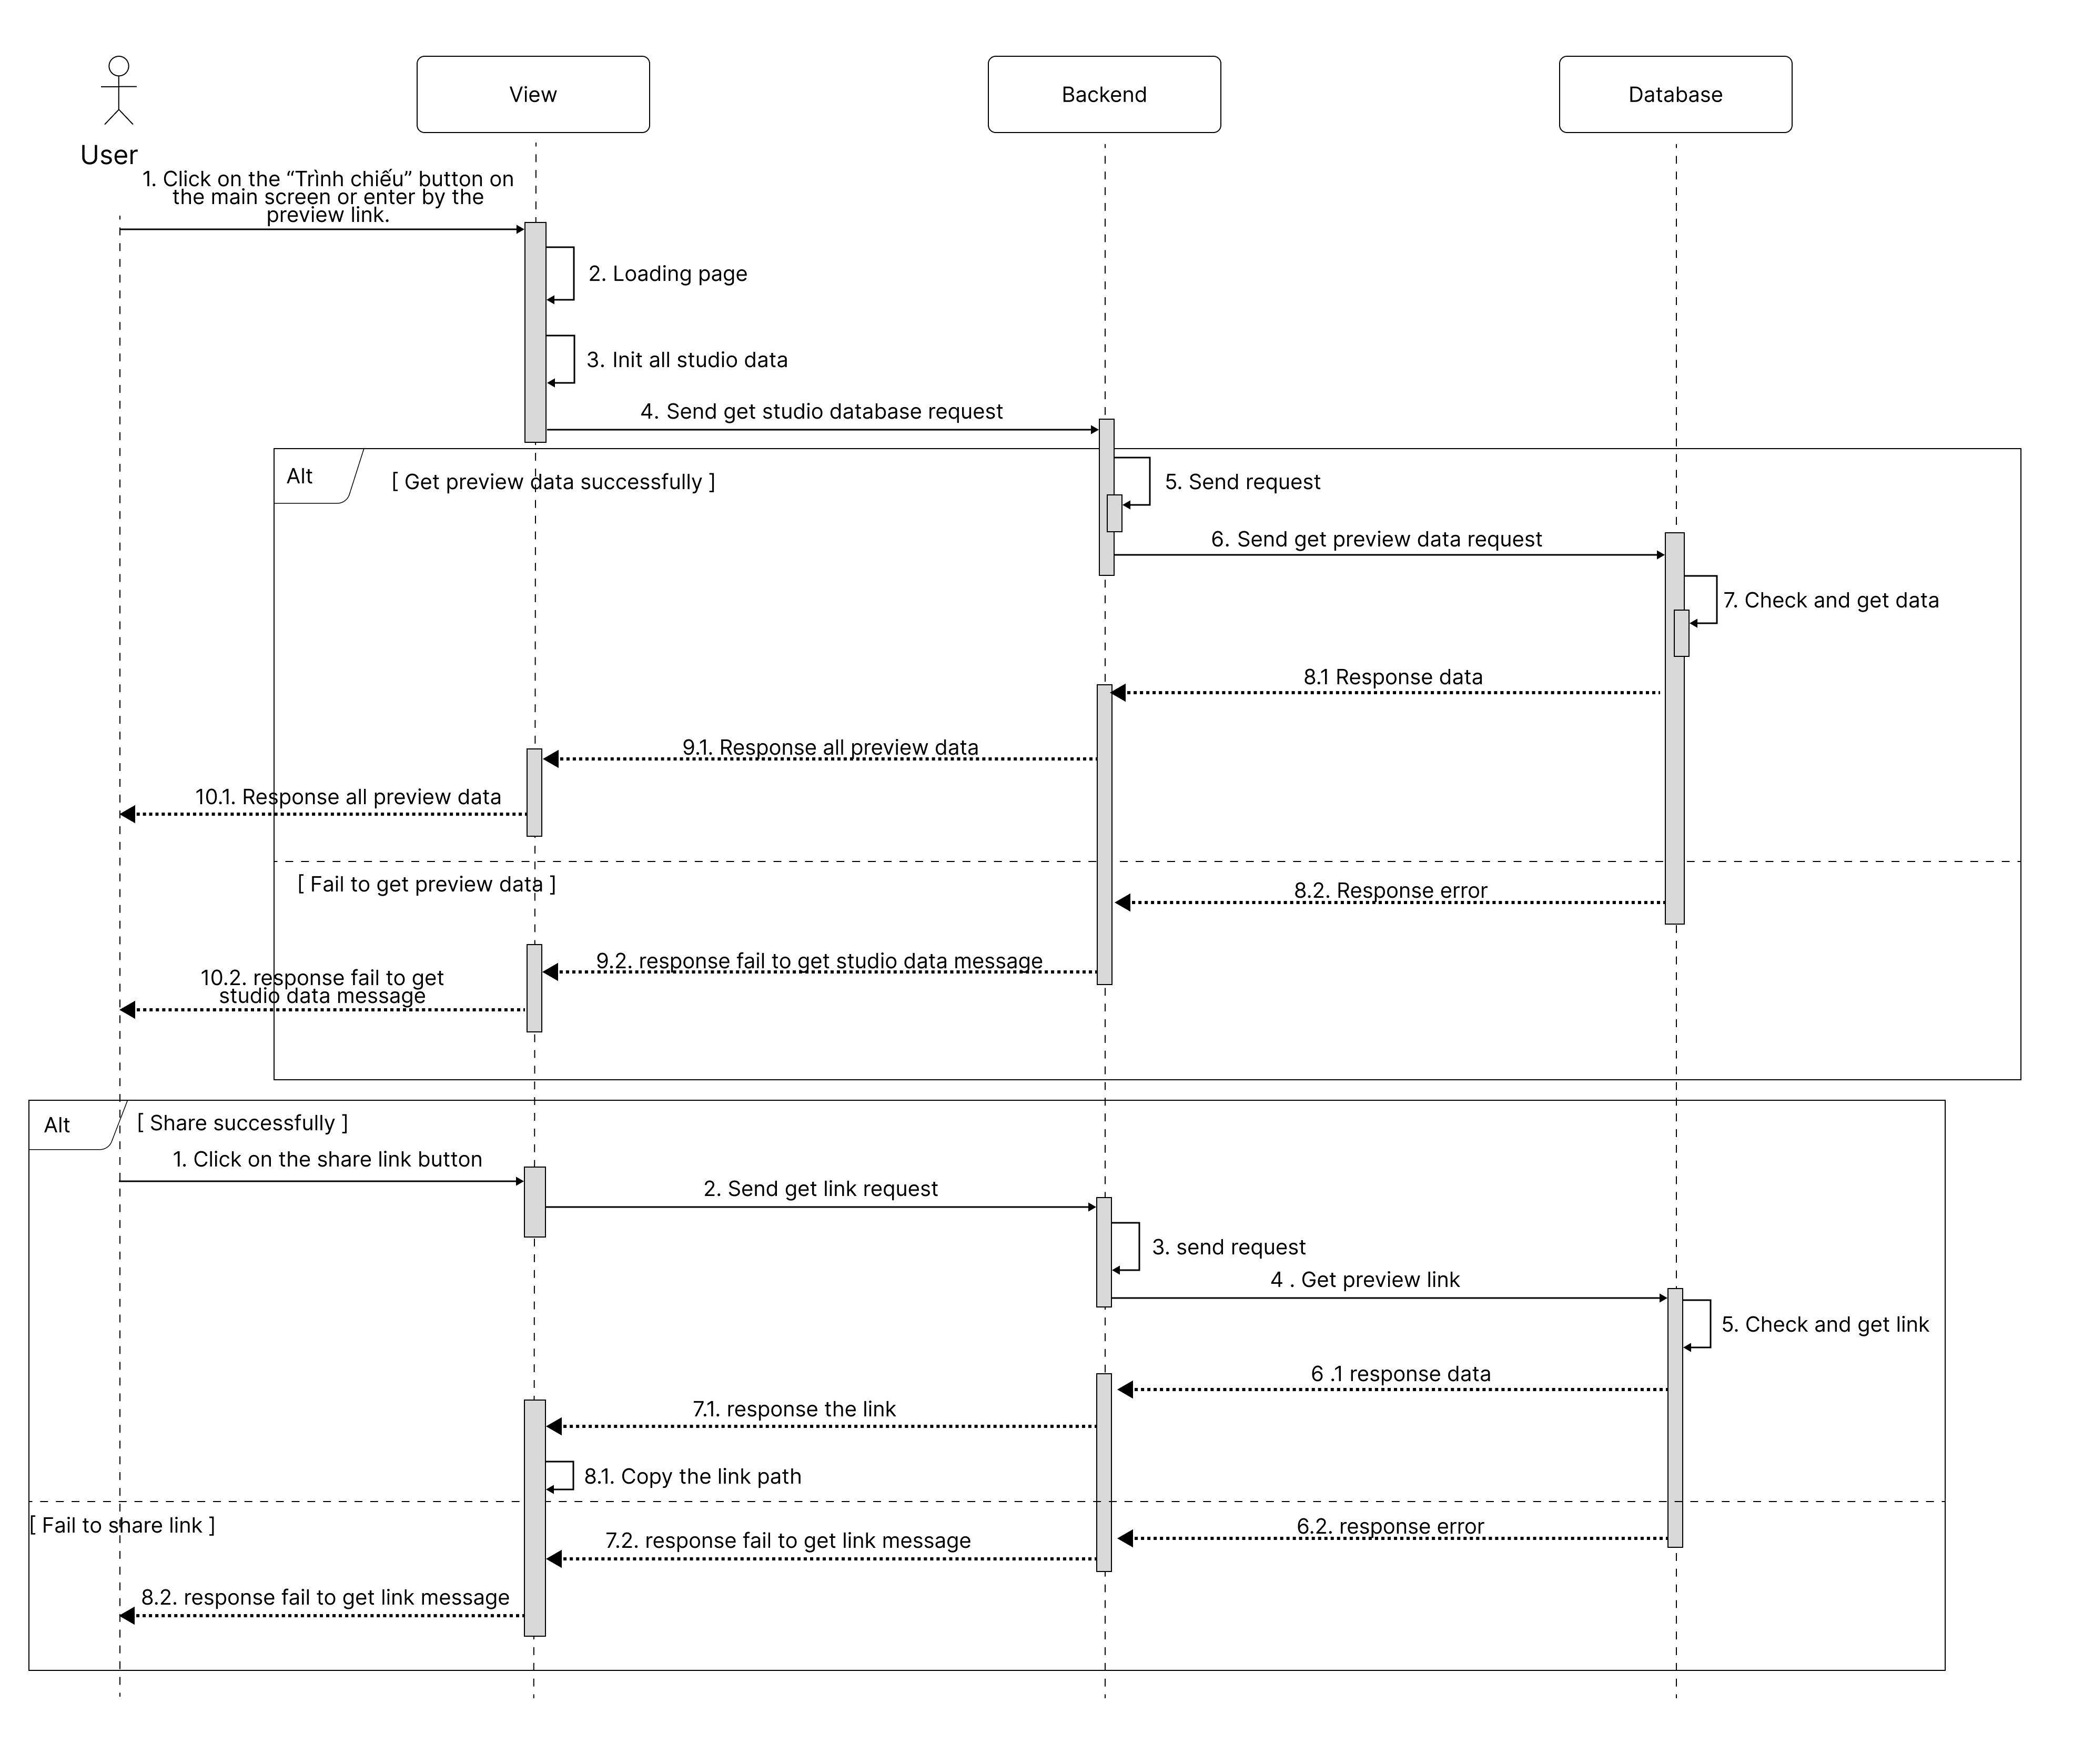 View
Backend
Database
User
1. Click on the “Trình chiếu” button on
the main screen or enter by the
preview link.
2. Loading page
3. Init all studio data
4. Send get studio database request
Alt
[ Get preview data successfully ]
5. Send request
6. Send get preview data request
7. Check and get data
8.1 Response data
9.1. Response all preview data
10.1. Response all preview data
[ Fail to get preview data ]
8.2. Response error
9.2. response fail to get studio data message
10.2. response fail to get
studio data message
Alt
[ Share successfully ]
1. Click on the share link button
2. Send get link request
3. send request
4 . Get preview link
5. Check and get link
6 .1 response data
7.1. response the link
8.1. Copy the link path
[ Fail to share link ]
6.2. response error
7.2. response fail to get link message
8.2. response fail to get link message